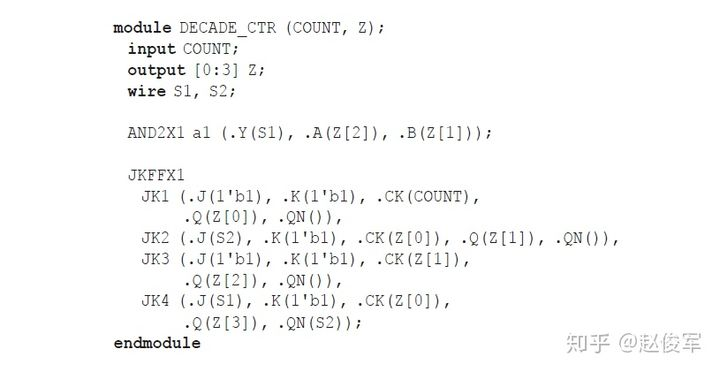 module DECADE_CTR (COUNT, Z);
input COUNT;
output [0:3] Z;
wire S1, S2;
AND2X1 a1 (.Y(S1), .A(Z[2]), .B(Z[1]));
JKFFX1
JK1 (.J(1'b1), .K(1'b1), .CK(COUNT),
.Q(Z[0]), .QN()),
JK2 (.J(S2), .K(1'b1), .CK(Z[0]), .Q(Z[1]), .QN()),
JK3 (.J(1'b1), .K(1'b1), .CK(Z[1]),
.Q(Z[2]), .QN()),
JK4 (.J(S1), .K(1'b1), .CK(Z[0]),
.Q(Z[3]), .QN(S2));
endmodule
知乎 @赵俊军